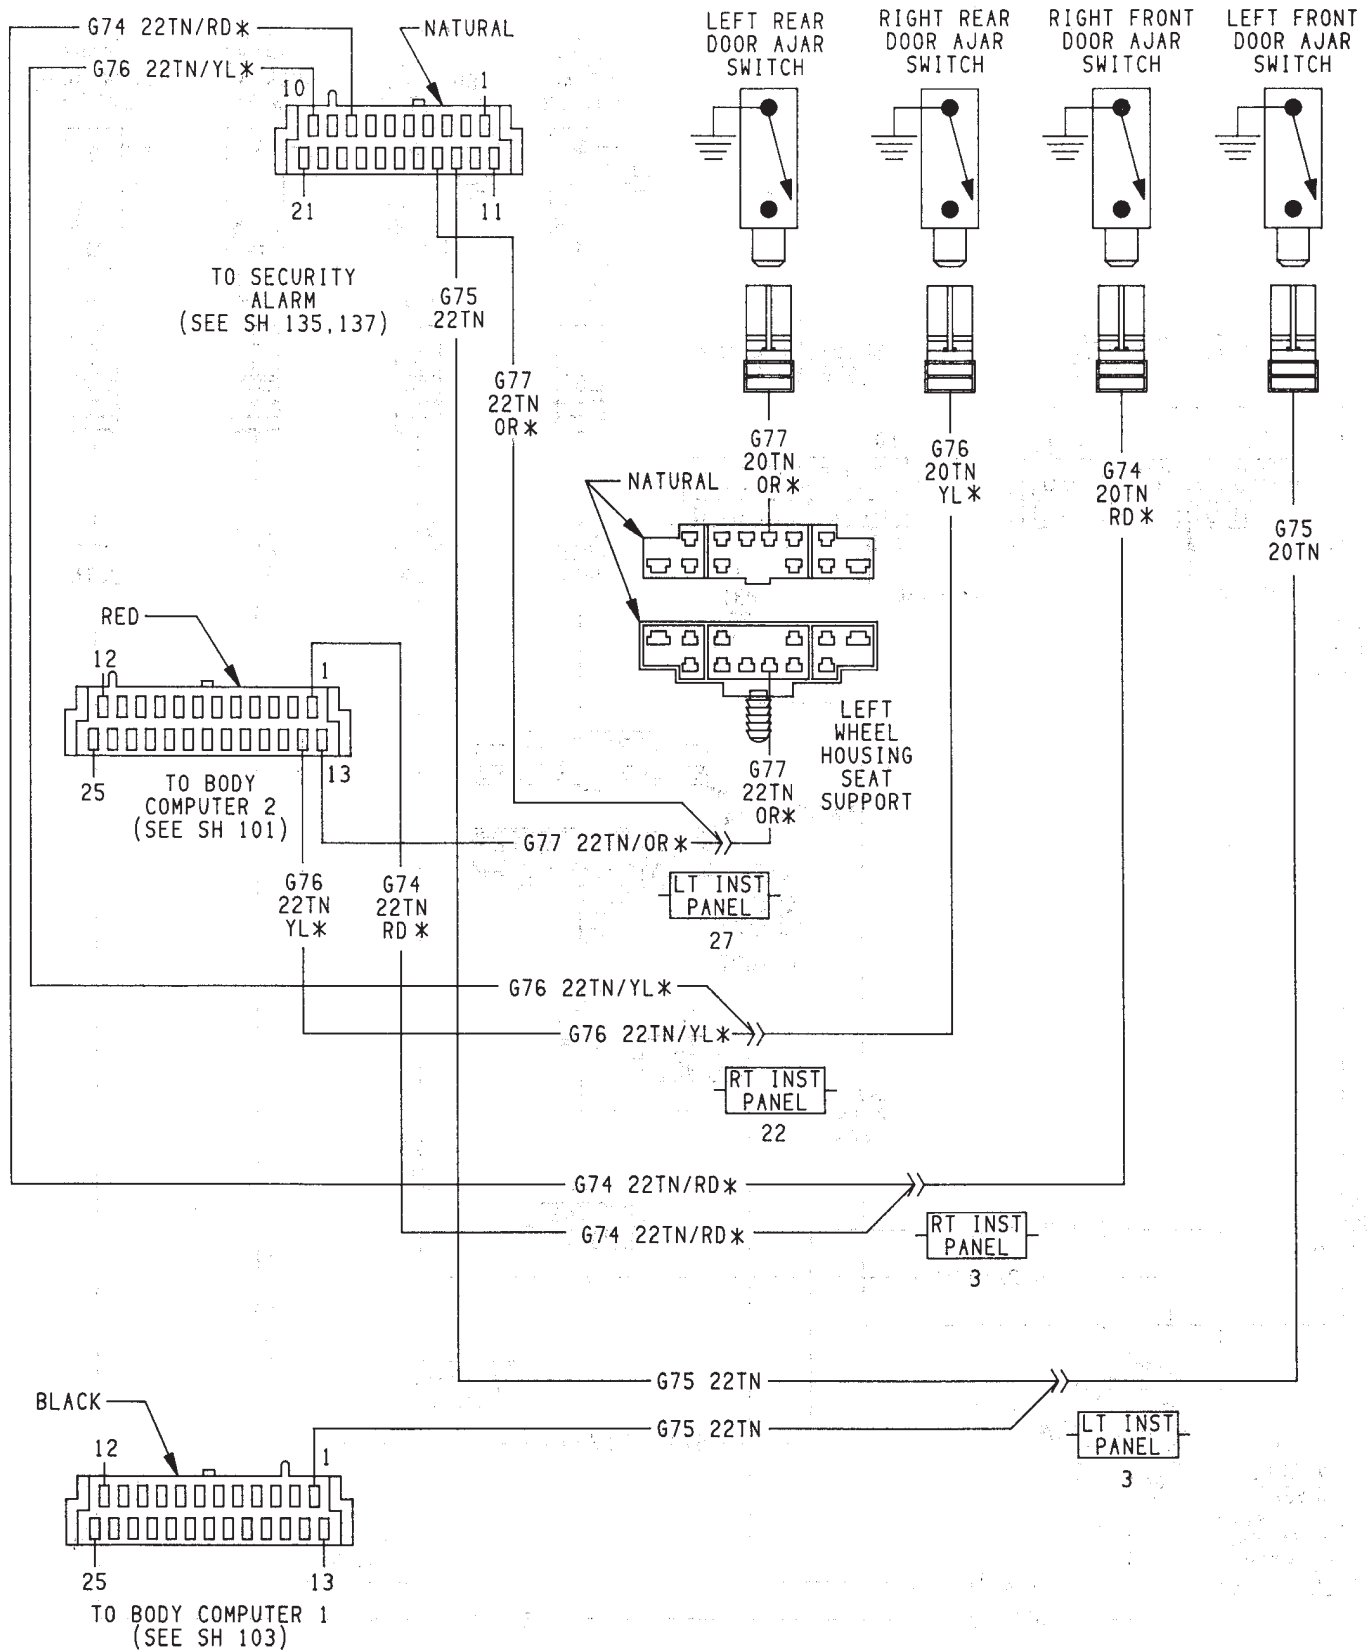 G74 22TN/RD*
NATURAL
G76 22TN/YL*
10
1
21
11
TO SECURITY
ALARM
(SEE SH 135,137)
G75
22TN
G77
22TN
OR*
LEFT REAR
DOOR AJAR
SWITCH
RIGHT REAR
DOOR AJAR
SWITCH
RIGHT FRONT
DOOR AJAR
SWITCH
LEFT FRONT
DOOR AJAR
SWITCH
G77
20TN
OR*
G76
20TN
YL*
G74
20TN
RD*
G75
20TN
NATURAL
RED
12
1
25
13
TO BODY
COMPUTER 2
(SEE SH 101)
LEFT
WHEEL
HOUSING
SEAT
SUPPORT
G77
22TN
OR*
G77 22TN/OR*
G76
22TN
YL*
G74
22TN
RD*
LT INST
PANEL
27
G76 22TN/YL*
G76 22TN/YL*
RT INST
PANEL
22
G74 22TN/RD*
G74 22TN/RD*
RT INST
PANEL
3
G75 22TN
G75 22TN
LT INST
PANEL
3
BLACK
12
1
25
13
TO BODY COMPUTER 1
(SEE SH 103)